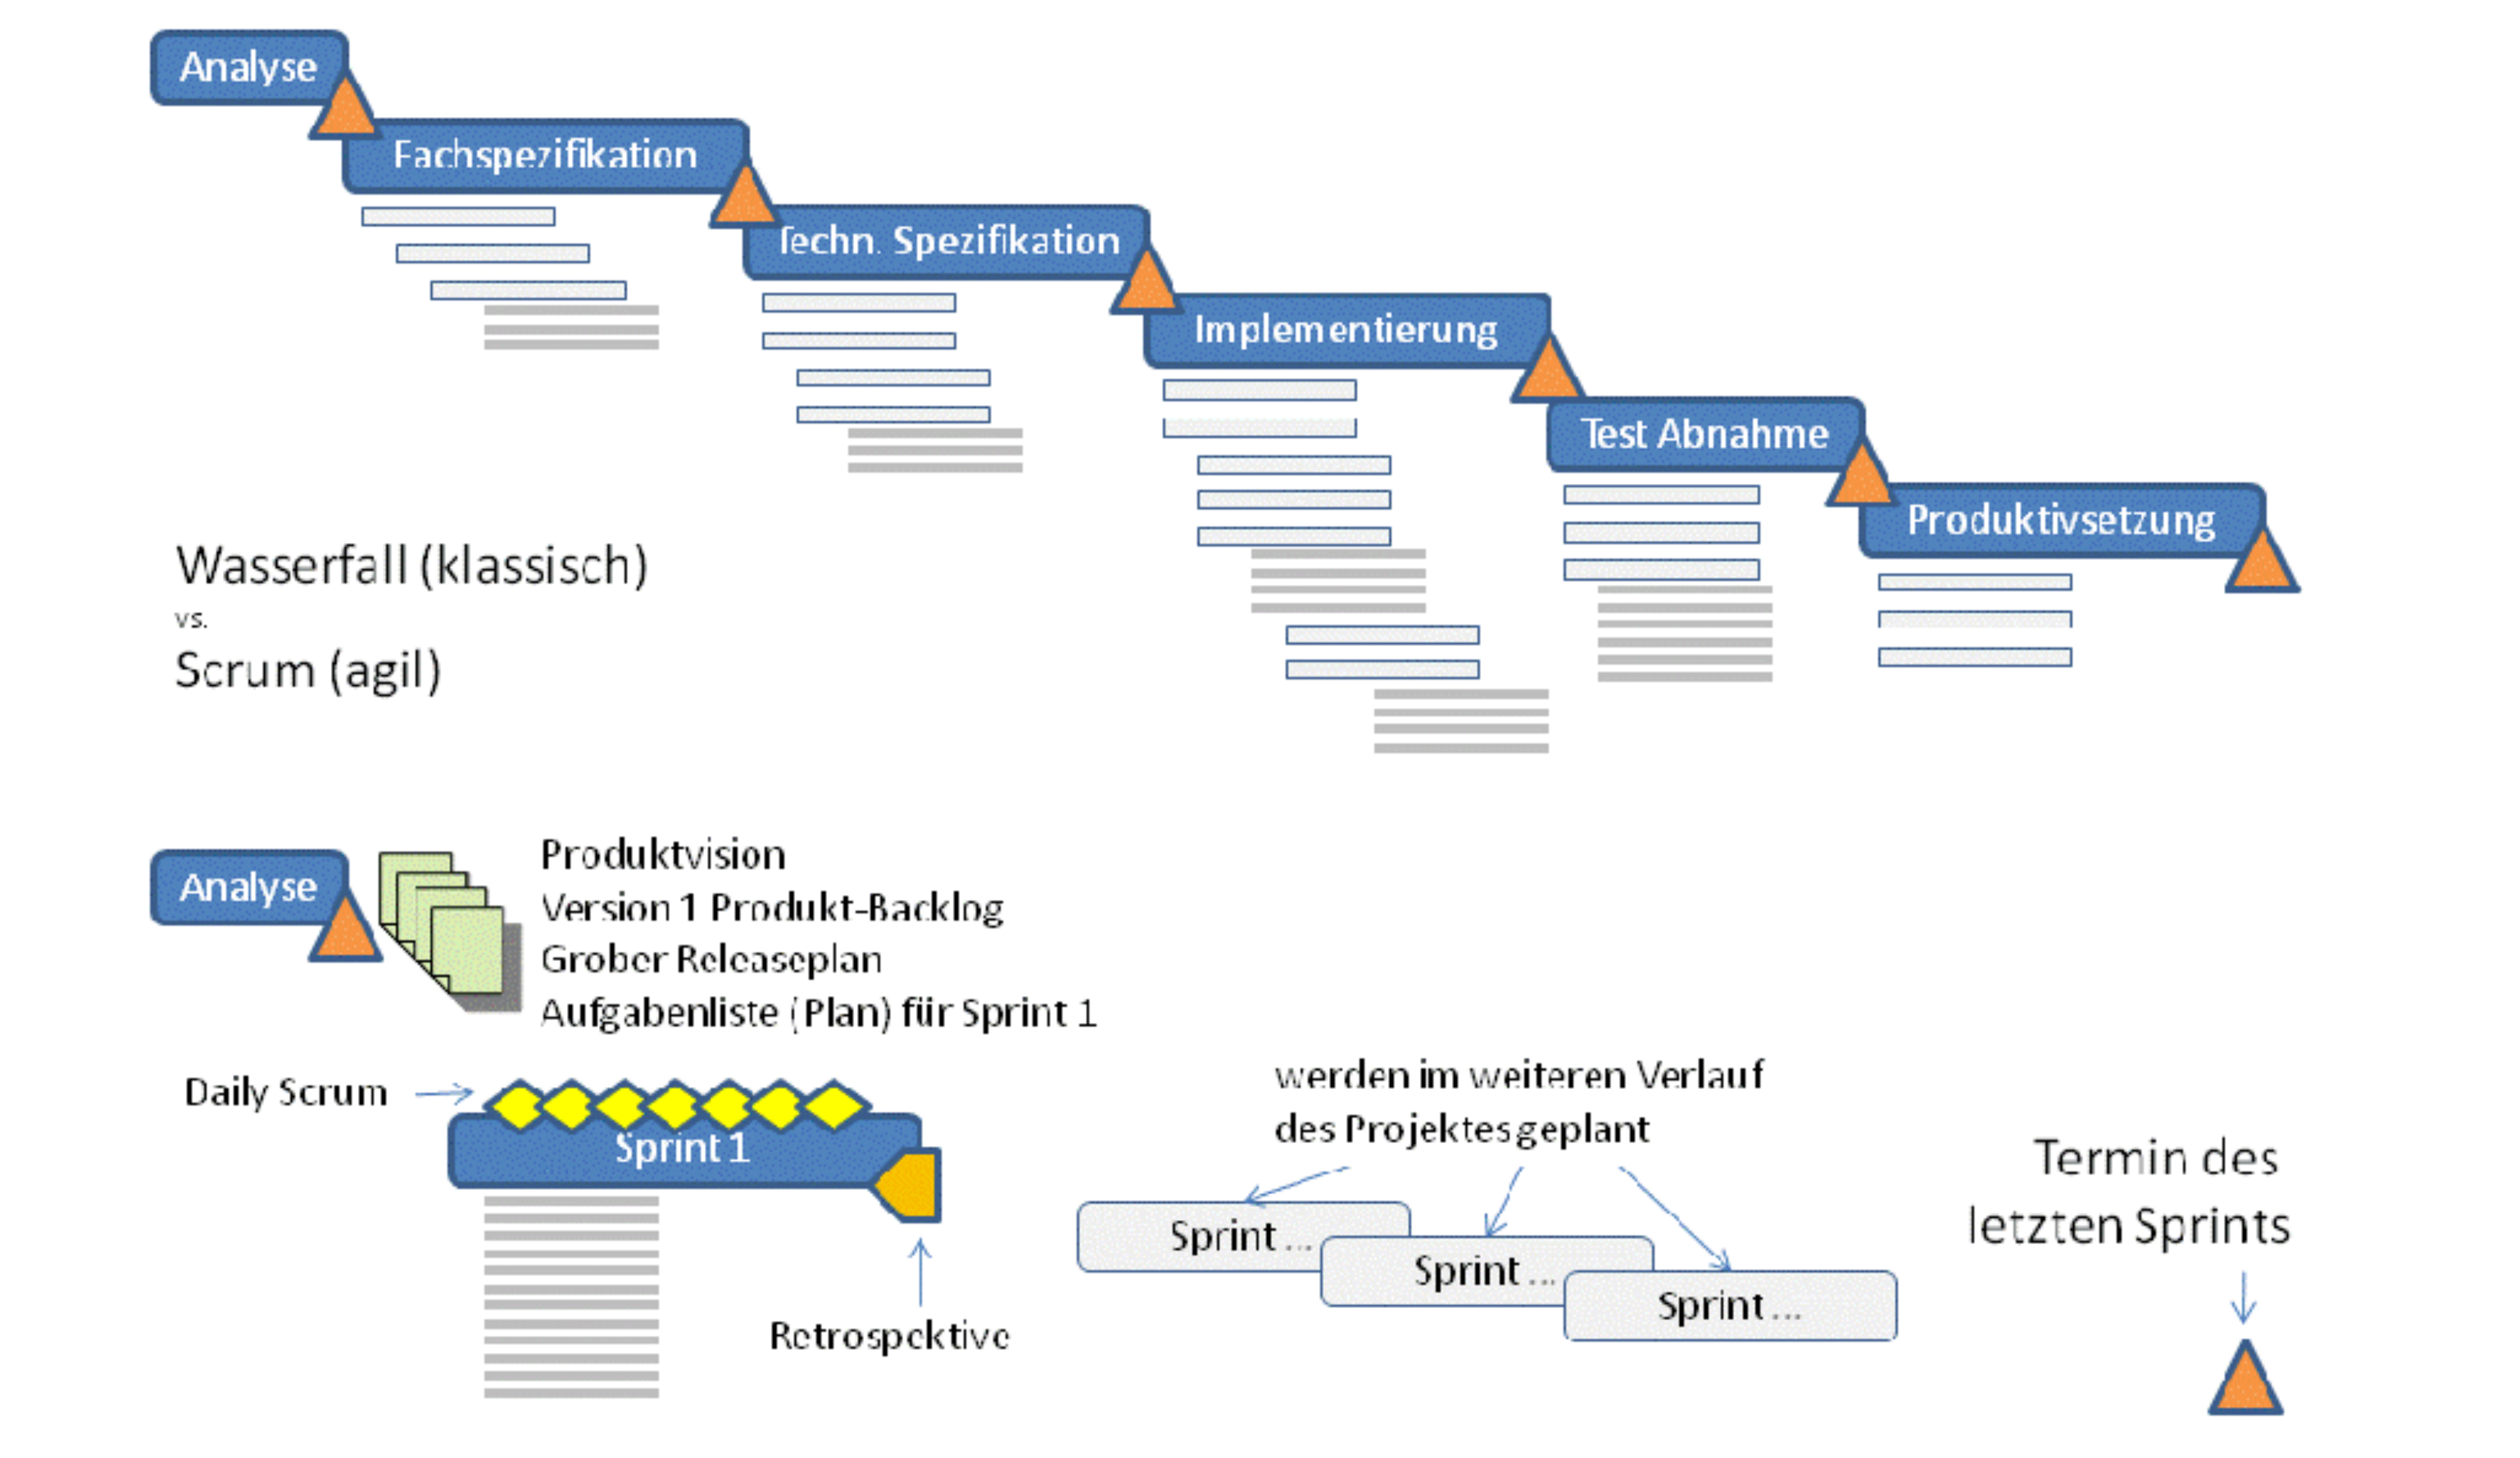 Analyse
Fachspezifikation
Techn. Spezifikation
Implementierung
Test Abnahme
Produktivsetzung
Wasserfall (klassisch)
vs.
Scrum (agil)
Analyse
Produktvision
Version 1 Produkt-Backlog
Grober Releaseplan
Aufgabenliste (Plan) für Sprint 1
Daily Scrum
Sprint 1
Retrospektive
werden im weiteren Verlauf
des Projektes geplant
Sprint ...
Sprint ...
Sprint ...
Termin des
letzten Sprints